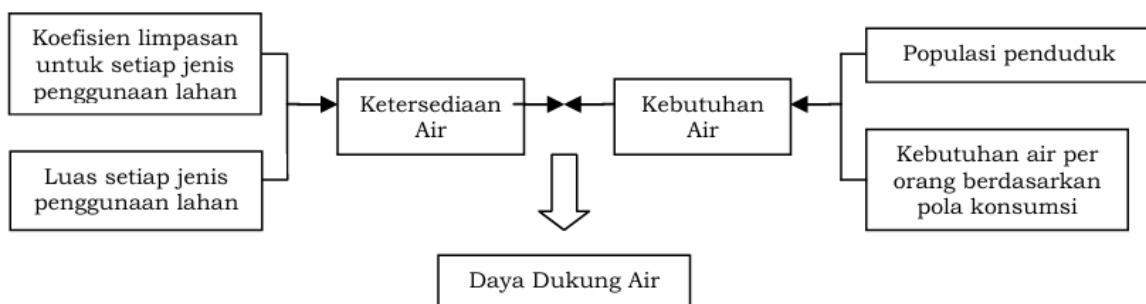 Koefisien limpasan
untuk setiap jenis
penggunaan lahan
Luas setiap jenis
penggunaan lahan
Ketersediaan
Air
Kebutuhan
Air
Populasi penduduk
Kebutuhan air per
orang berdasarkan
pola konsumsi
Daya Dukung Air